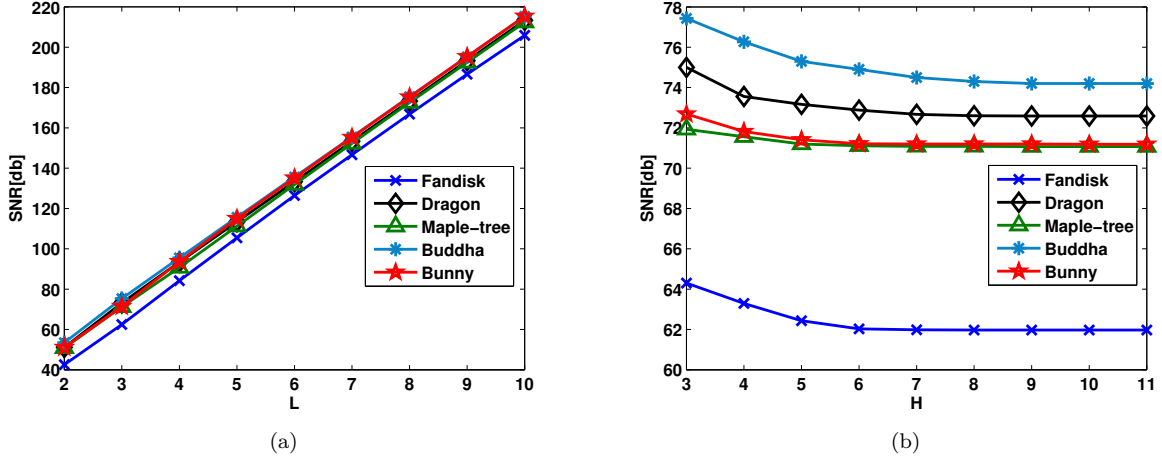 220
200
180
160
140
120
100
80
60
40
SNR[db]
2 3 4 5 6 7 8 9 10
L
Fandisk
Dragon
Maple-tree
Buddha
Bunny
(a)
78
76
74
72
70
68
66
64
62
60
SNR[db]
3 4 5 6 7 8 9 10 11
H
Fandisk
Dragon
Maple-tree
Buddha
Bunny
(b)